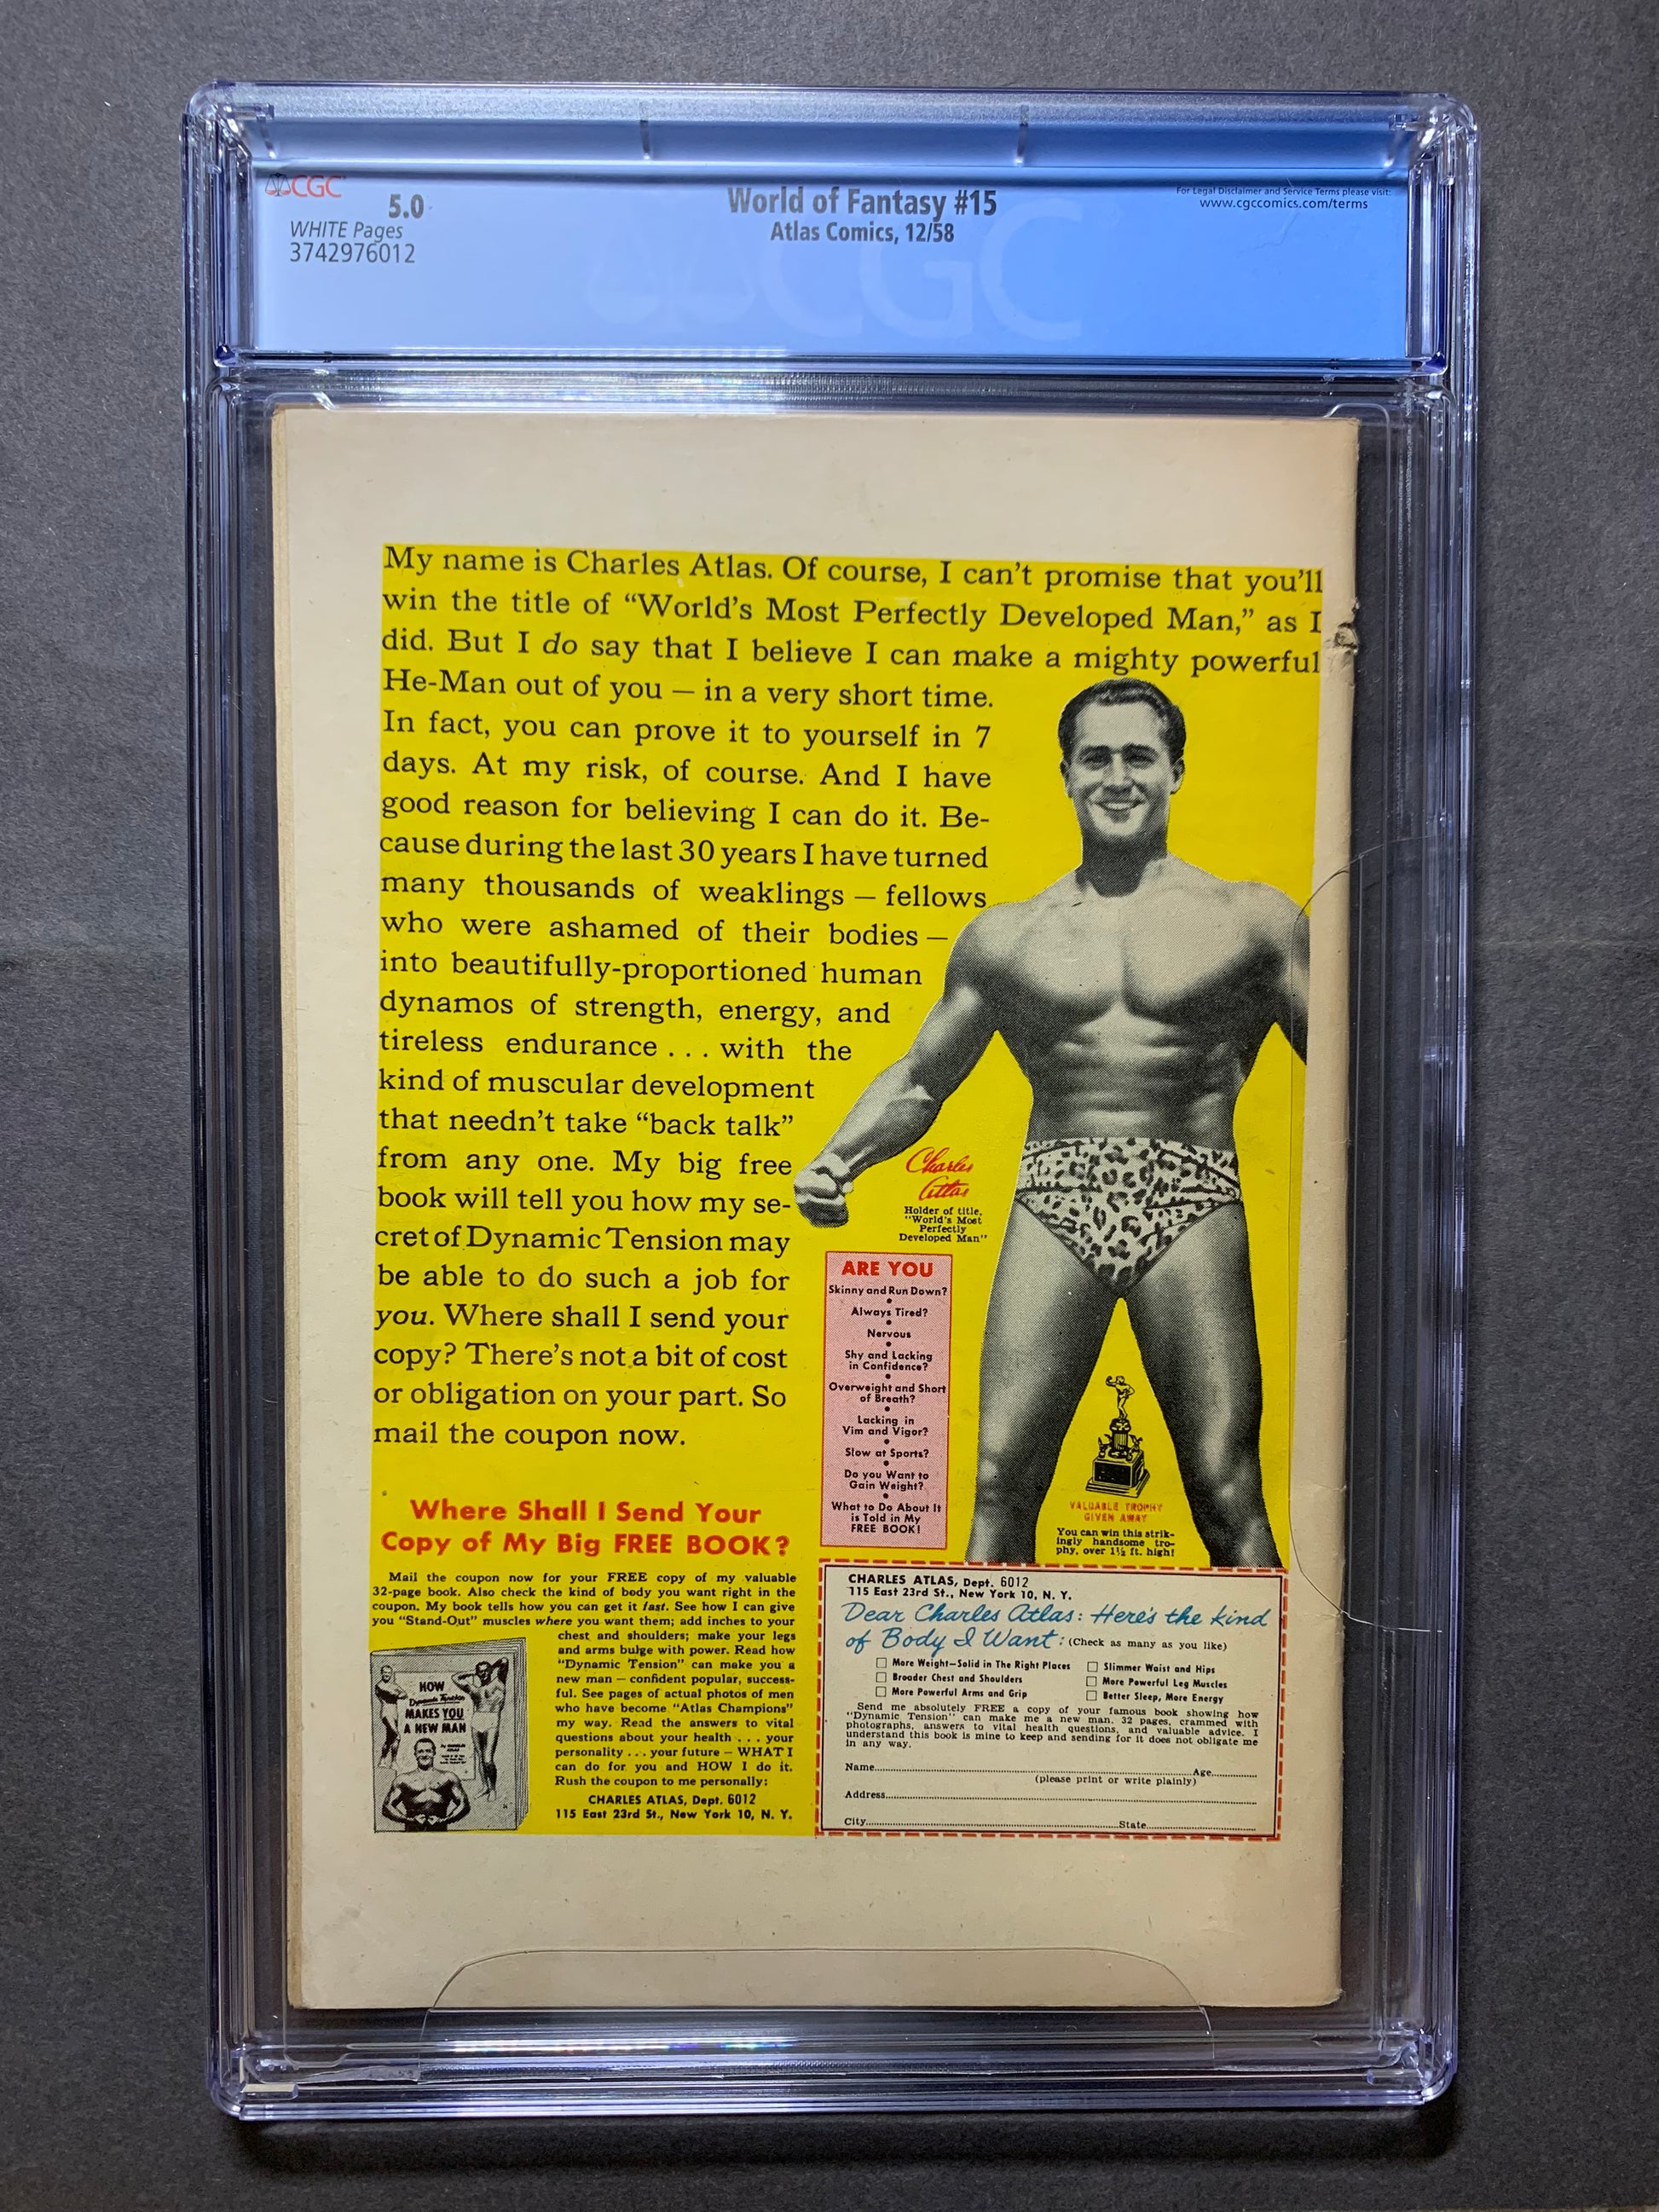 CGC
5.0
WHITE Pages
3742976012
World of Fantasy #15
Atlas Comics, 12/58
For Legal Disclaimer and Service Terms please visit:
www.cgccomics.com/terms
CGC
My name is Charles Atlas. Of course, I can't promise that you'll
win the title of “World's Most Perfectly Developed Man,” as I
did. But I do say that I believe I can make a mighty powerful
He-Man out of you — in a very short time.
In fact, you can prove it to yourself in 7
days. At my risk, of course. And I have
good reason for believing I can do it. Be-
cause during the last 30 years I have turned
many thousands of weaklings — fellows
who were ashamed of their bodies —
into beautifully-proportioned human
dynamos of strength, energy, and
tireless endurance . . . with the
kind of muscular development
that needn't take “back talk”
from any one. My big free
book will tell you how my se-
cret of Dynamic Tension may
be able to do such a job for
you. Where shall I send your
copy? There's not a bit of cost
or obligation on your part. So
mail the coupon now.
Charles
Atlas
Holder of title,
“World's Most
Perfectly
Developed Man”
ARE YOU
Skinny and Run Down?
•
Always Tired?
•
Nervous
•
Shy and Lacking
in Confidence?
•
Overweight and Short
of Breath?
•
Lacking in
Vim and Vigor?
•
Slow at Sports?
•
Do you Want to
Gain Weight?
•
What to Do About It
is Told in My
FREE BOOK!
VALUABLE TROPHY
GIVEN AWAY
You can win this strik-
ingly handsome tro-
phy, over 1½ ft. high!
Where Shall I Send Your
Copy of My Big FREE BOOK?
Mail the coupon now for your FREE copy of my valuable
32-page book. Also check the kind of body you want right in the
coupon. My book tells how you can get it fast. See how I can give
you “Stand-Out” muscles where you want them; add inches to your
chest and shoulders; make your legs
and arms bulge with power. Read how
“Dynamic Tension” can make you a
new man — confident popular, success-
ful. See pages of actual photos of men
who have become “Atlas Champions”
my way. Read the answers to vital
questions about your health . . . your
personality . . . your future — WHAT I
can do for you and HOW I do it.
Rush the coupon to me personally:
CHARLES ATLAS, Dept. 6012
115 East 23rd St., New York 10, N. Y.
HOW
Dynamic Tension
MAKES YOU
A NEW MAN
CHARLES ATLAS, Dept. 6012
115 East 23rd St., New York 10, N. Y.
Dear Charles Atlas: Here's the kind
of Body I Want: (Check as many as you like)
More Weight—Solid in The Right Places
Broader Chest and Shoulders
More Powerful Arms and Grip
Slimmer Waist and Hips
More Powerful Leg Muscles
Better Sleep, More Energy
Send me absolutely FREE a copy of your famous book showing how
“Dynamic Tension” can make me a new man. 32 pages, crammed with
photographs, answers to vital health questions, and valuable advice. I
understand this book is mine to keep and sending for it does not obligate me
in any way.
Name..........Age..........
(please print or write plainly)
Address..........
City..........State..........